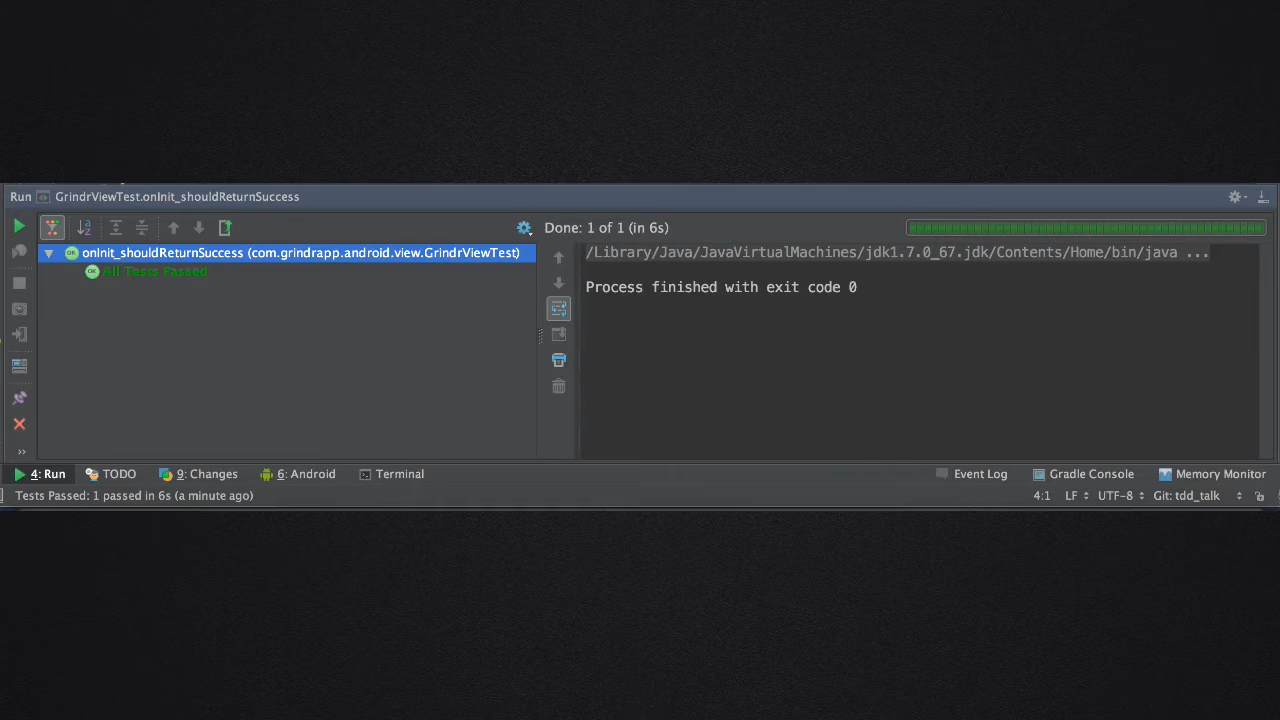 Run GrindrViewTest.onInit_shouldReturnSuccess
Done: 1 of 1 (in 6s)
onInit_shouldReturnSuccess (com.grindrapp.android.view.GrindrViewTest)
OK All Tests Passed
/Library/Java/JavaVirtualMachines/jdk1.7.0_67.jdk/Contents/Home/bin/java ...
Process finished with exit code 0
4: Run TODO 9: Changes 6: Android Terminal Event Log Gradle Console Memory Monitor
Tests Passed: 1 passed in 6s (a minute ago) 4:1 LF UTF-8 Git: tdd_talk